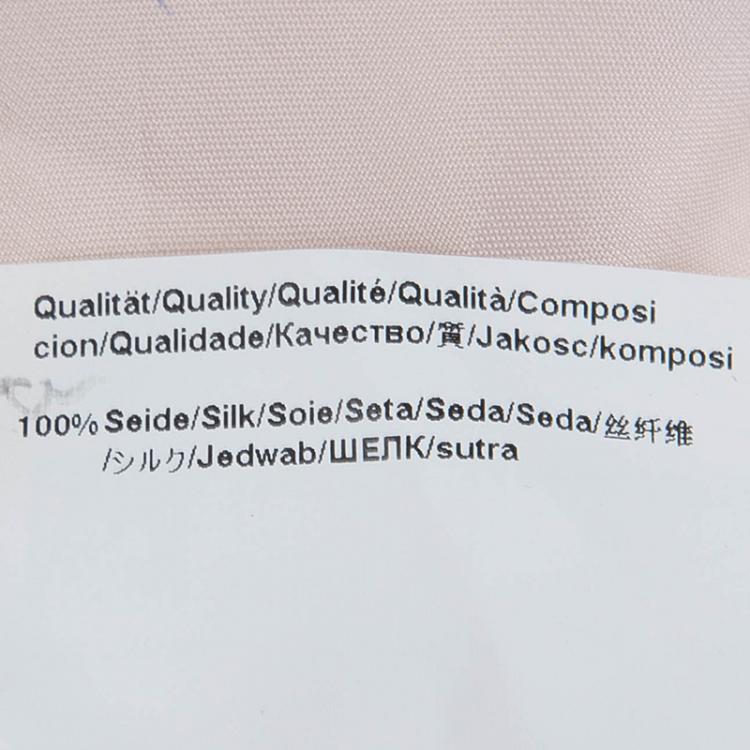 Qualität/Quality/Qualité/Qualità/Composi
cion/Qualidade/Качество/質/Jakosc/komposi
100% Seide/Silk/Soie/Seta/Seda/Seda/丝纤维
/シルク/Jedwab/ШЕЛК/sutra